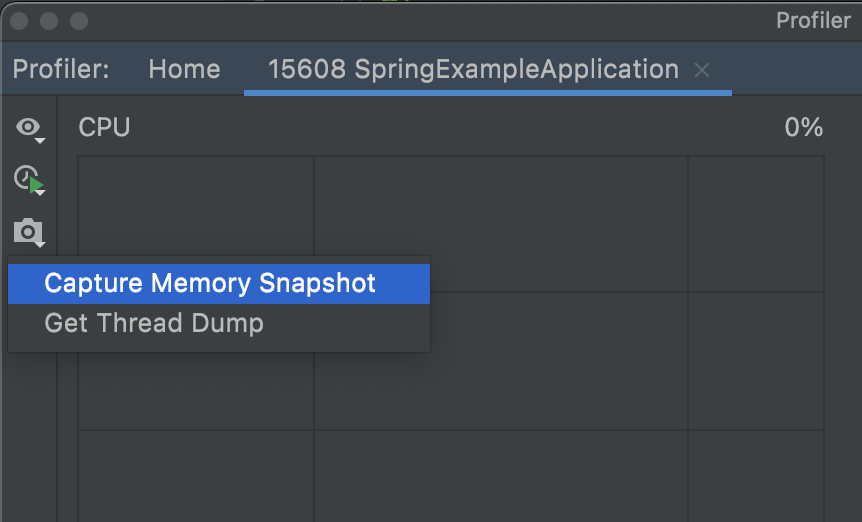 Profiler
Profiler: Home 15608 SpringExampleApplication
CPU 0%
Capture Memory Snapshot
Get Thread Dump